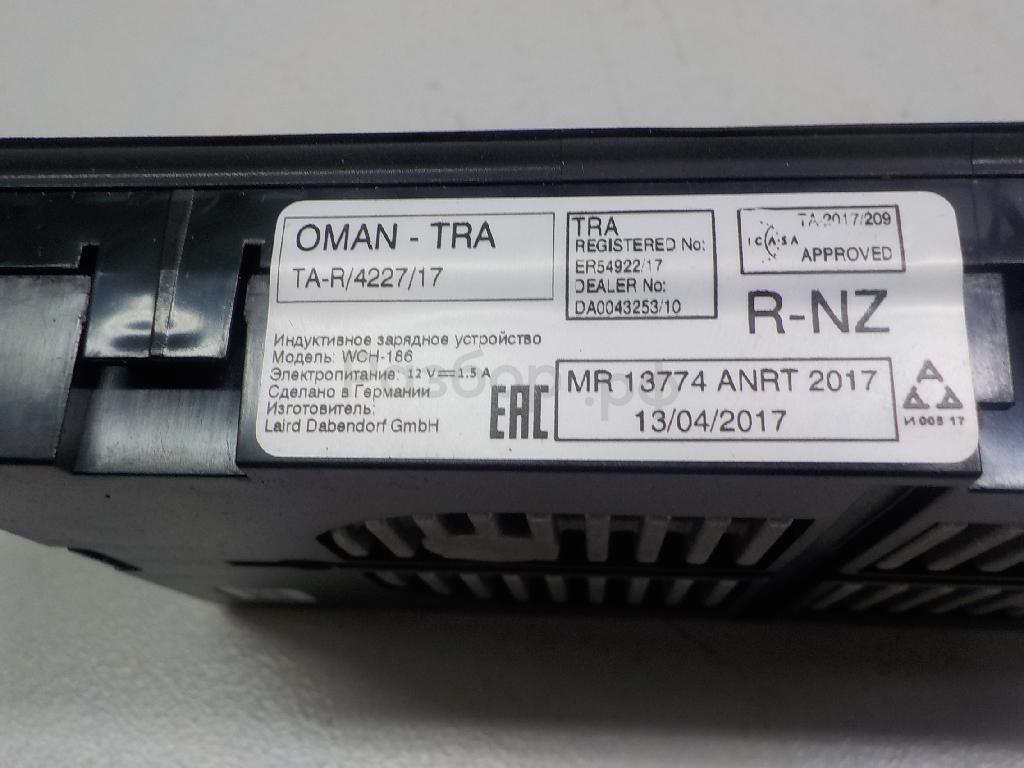 OMAN - TRA
TA-R/4227/17
TRA
REGISTERED No:
ER54922/17
DEALER No:
DA0043253/10
TA 2017/209
ICASA
APPROVED
R-NZ
Индуктивное зарядное устройство
Модель: WCH-186
Электропитание: 12 V⎓1.5 A
Сделано в Германии
Изготовитель:
Laird Dabendorf GmbH
EAC
MR 13774 ANRT 2017
13/04/2017
И 005 17